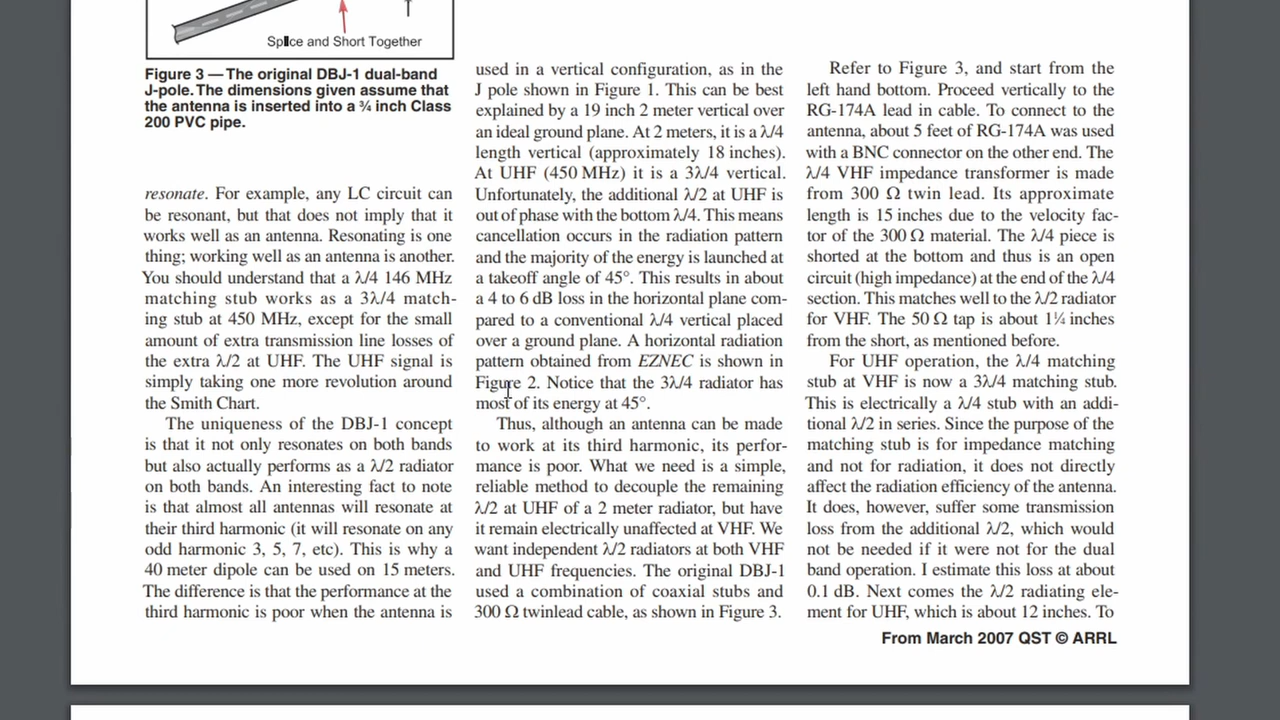 Splice and Short Together
Figure 3 — The original DBJ-1 dual-band
J-pole. The dimensions given assume that
the antenna is inserted into a ¾ inch Class
200 PVC pipe.
resonate. For example, any LC circuit can
be resonant, but that does not imply that it
works well as an antenna. Resonating is one
thing; working well as an antenna is another.
You should understand that a λ/4 146 MHz
matching stub works as a 3λ/4 match-
ing stub at 450 MHz, except for the small
amount of extra transmission line losses of
the extra λ/2 at UHF. The UHF signal is
simply taking one more revolution around
the Smith Chart.
The uniqueness of the DBJ-1 concept
is that it not only resonates on both bands
but also actually performs as a λ/2 radiator
on both bands. An interesting fact to note
is that almost all antennas will resonate at
their third harmonic (it will resonate on any
odd harmonic 3, 5, 7, etc). This is why a
40 meter dipole can be used on 15 meters.
The difference is that the performance at the
third harmonic is poor when the antenna is
used in a vertical configuration, as in the
J pole shown in Figure 1. This can be best
explained by a 19 inch 2 meter vertical over
an ideal ground plane. At 2 meters, it is a λ/4
length vertical (approximately 18 inches).
At UHF (450 MHz) it is a 3λ/4 vertical.
Unfortunately, the additional λ/2 at UHF is
out of phase with the bottom λ/4. This means
cancellation occurs in the radiation pattern
and the majority of the energy is launched at
a takeoff angle of 45°. This results in about
a 4 to 6 dB loss in the horizontal plane com-
pared to a conventional λ/4 vertical placed
over a ground plane. A horizontal radiation
pattern obtained from EZNEC is shown in
Figure 2. Notice that the 3λ/4 radiator has
most of its energy at 45°.
Thus, although an antenna can be made
to work at its third harmonic, its perfor-
mance is poor. What we need is a simple,
reliable method to decouple the remaining
λ/2 at UHF of a 2 meter radiator, but have
it remain electrically unaffected at VHF. We
want independent λ/2 radiators at both VHF
and UHF frequencies. The original DBJ-1
used a combination of coaxial stubs and
300 Ω twinlead cable, as shown in Figure 3.
Refer to Figure 3, and start from the
left hand bottom. Proceed vertically to the
RG-174A lead in cable. To connect to the
antenna, about 5 feet of RG-174A was used
with a BNC connector on the other end. The
λ/4 VHF impedance transformer is made
from 300 Ω twin lead. Its approximate
length is 15 inches due to the velocity fac-
tor of the 300 Ω material. The λ/4 piece is
shorted at the bottom and thus is an open
circuit (high impedance) at the end of the λ/4
section. This matches well to the λ/2 radiator
for VHF. The 50 Ω tap is about 1¼ inches
from the short, as mentioned before.
For UHF operation, the λ/4 matching
stub at VHF is now a 3λ/4 matching stub.
This is electrically a λ/4 stub with an addi-
tional λ/2 in series. Since the purpose of the
matching stub is for impedance matching
and not for radiation, it does not directly
affect the radiation efficiency of the antenna.
It does, however, suffer some transmission
loss from the additional λ/2, which would
not be needed if it were not for the dual
band operation. I estimate this loss at about
0.1 dB. Next comes the λ/2 radiating ele-
ment for UHF, which is about 12 inches. To
From March 2007 QST © ARRL